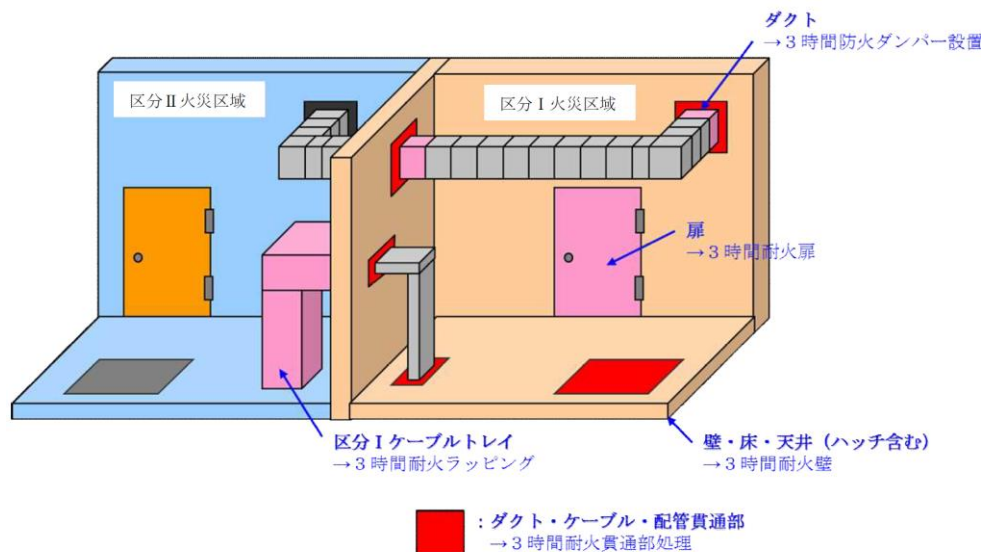 ダクト
→3時間防火ダンパー設置
区分Ⅱ火災区域
区分Ⅰ火災区域
扉
→3時間耐火扉
区分Ⅰケーブルトレイ
→3時間耐火ラッピング
壁・床・天井(ハッチ含む)
→3時間耐火壁
:ダクト・ケーブル・配管貫通部
→3時間耐火貫通部処理